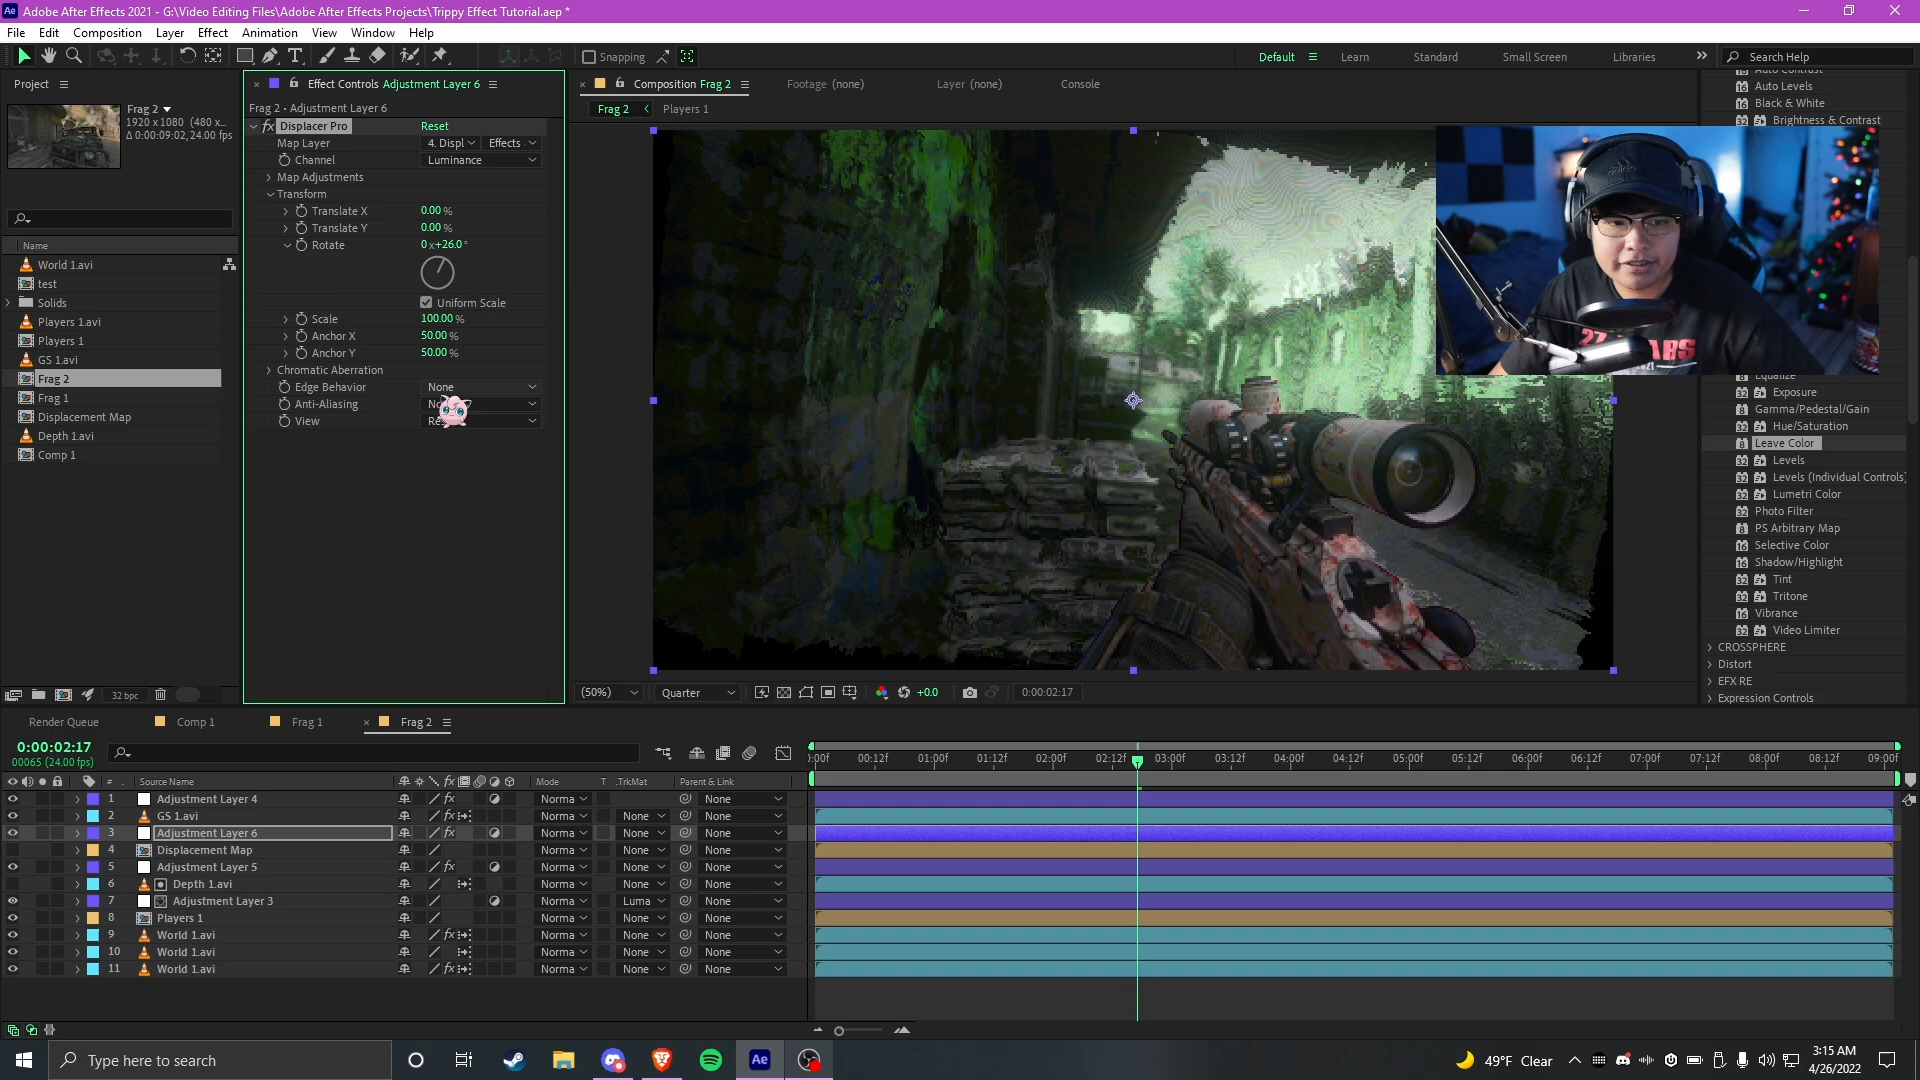 Adobe After Effects 2021 - G:\Video Editing Files\Adobe After Effects Projects\Trippy Effect Tutorial.aep *
File Edit Composition Layer Effect Animation View Window Help
Snapping
Default Learn Standard Small Screen Libraries Search Help
Project
Frag 2
1920 x 1080 (480 x...
Δ 0:00:09:02, 24.00 fps
Name
World 1.avi
test
Solids
Players 1.avi
Players 1
GS 1.avi
Frag 2
Frag 1
Displacement Map
Depth 1.avi
Comp 1
32 bpc
Effect Controls Adjustment Layer 6
Frag 2 • Adjustment Layer 6
fx Displacer Pro Reset
Map Layer 4. Displ Effects
Channel Luminance
Map Adjustments
Transform
Translate X 0.00 %
Translate Y 0.00 %
Rotate 0x+26.0°
Uniform Scale
Scale 100.00 %
Anchor X 50.00 %
Anchor Y 50.00 %
Chromatic Aberration
Edge Behavior None
Anti-Aliasing
View
Composition Frag 2 Footage (none) Layer (none) Console
Frag 2 Players 1
(50%) Quarter +0.0 0:00:02:17
Auto Contrast
Auto Levels
Black & White
Brightness & Contrast
Equalize
Exposure
Gamma/Pedestal/Gain
Hue/Saturation
Leave Color
Levels
Levels (Individual Controls)
Lumetri Color
Photo Filter
PS Arbitrary Map
Selective Color
Shadow/Highlight
Tint
Tritone
Vibrance
Video Limiter
CROSSPHERE
Distort
EFX RE
Expression Controls
Render Queue Comp 1 Frag 1 Frag 2
0:00:02:17
00065 (24.00 fps)
:00f 00:12f 01:00f 01:12f 02:00f 02:12f 03:00f 03:12f 04:00f 04:12f 05:00f 05:12f 06:00f 06:12f 07:00f 07:12f 08:00f 08:12f 09:00f
# Source Name Mode T .TrkMat Parent & Link
1 Adjustment Layer 4 Norma None
2 GS 1.avi Norma None None
3 Adjustment Layer 6 Norma None None
4 Displacement Map Norma None None
5 Adjustment Layer 5 Norma None None
6 Depth 1.avi Norma None None
7 Adjustment Layer 3 Norma Luma None
8 Players 1 Norma None None
9 World 1.avi Norma None None
10 World 1.avi Norma None None
11 World 1.avi Norma None None
Type here to search
Ae
49°F Clear
3:15 AM
4/26/2022